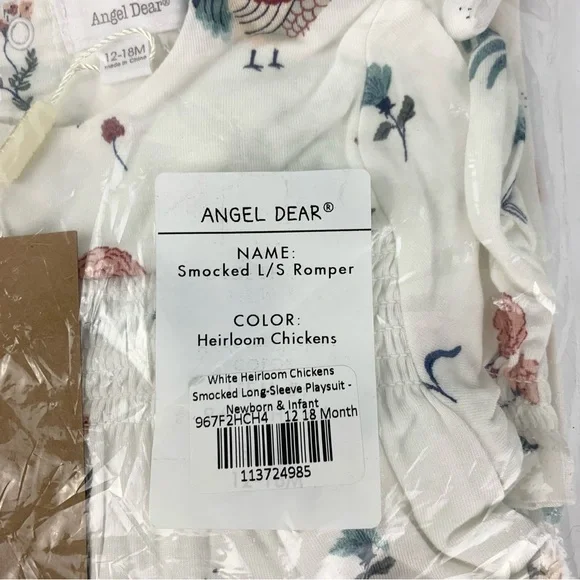 Angel Dear®
12-18M
Made in China
ANGEL DEAR®
NAME:
Smocked L/S Romper
COLOR:
Heirloom Chickens
White Heirloom Chickens
Smocked Long-Sleeve Playsuit -
Newborn & Infant
967F2HCH4 12 18 Month
113724985